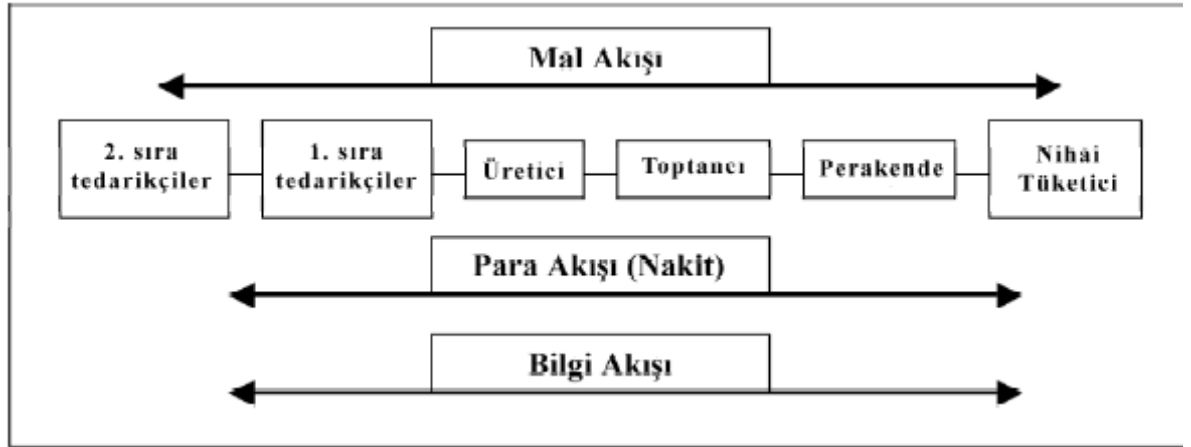 Mal Akışı
2. sıra
tedarikçiler
1. sıra
tedarikçiler
Üretici
Toptancı
Perakende
Nihai
Tüketici
Para Akışı (Nakit)
Bilgi Akışı